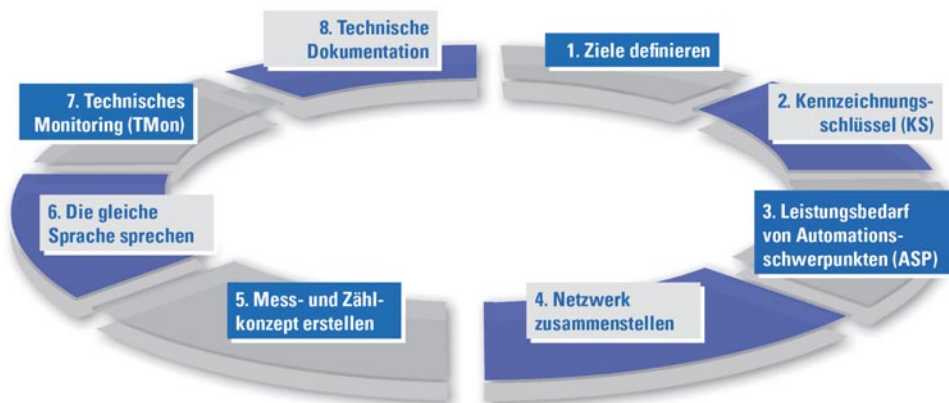 1. Ziele definieren
2. Kennzeichnungs-
schlüssel (KS)
3. Leistungsbedarf
von Automations-
schwerpunkten (ASP)
4. Netzwerk
zusammenstellen
5. Mess- und Zähl-
konzept erstellen
6. Die gleiche
Sprache sprechen
7. Technisches
Monitoring (TMon)
8. Technische
Dokumentation